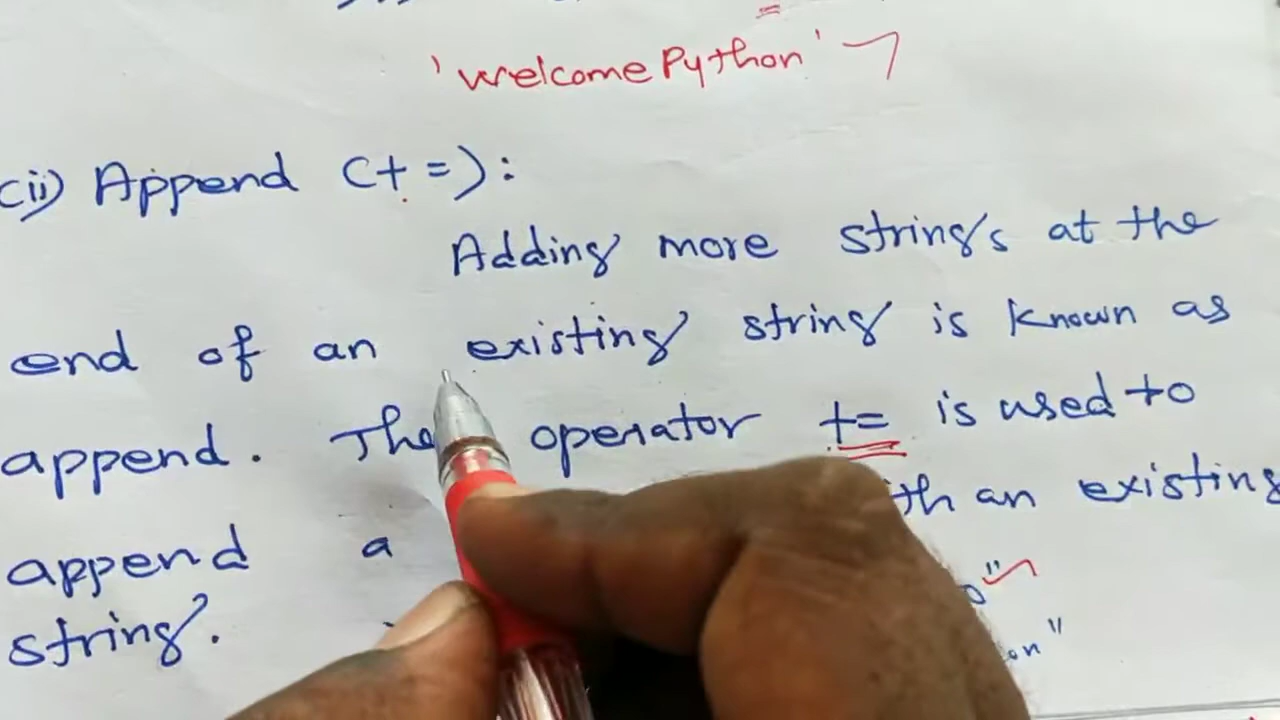 'WelcomePython'
(ii) Append (+=):
Adding more strings at the
end of an existing string is known as
append. The operator += is used to
append a th an existing
string. "
on"